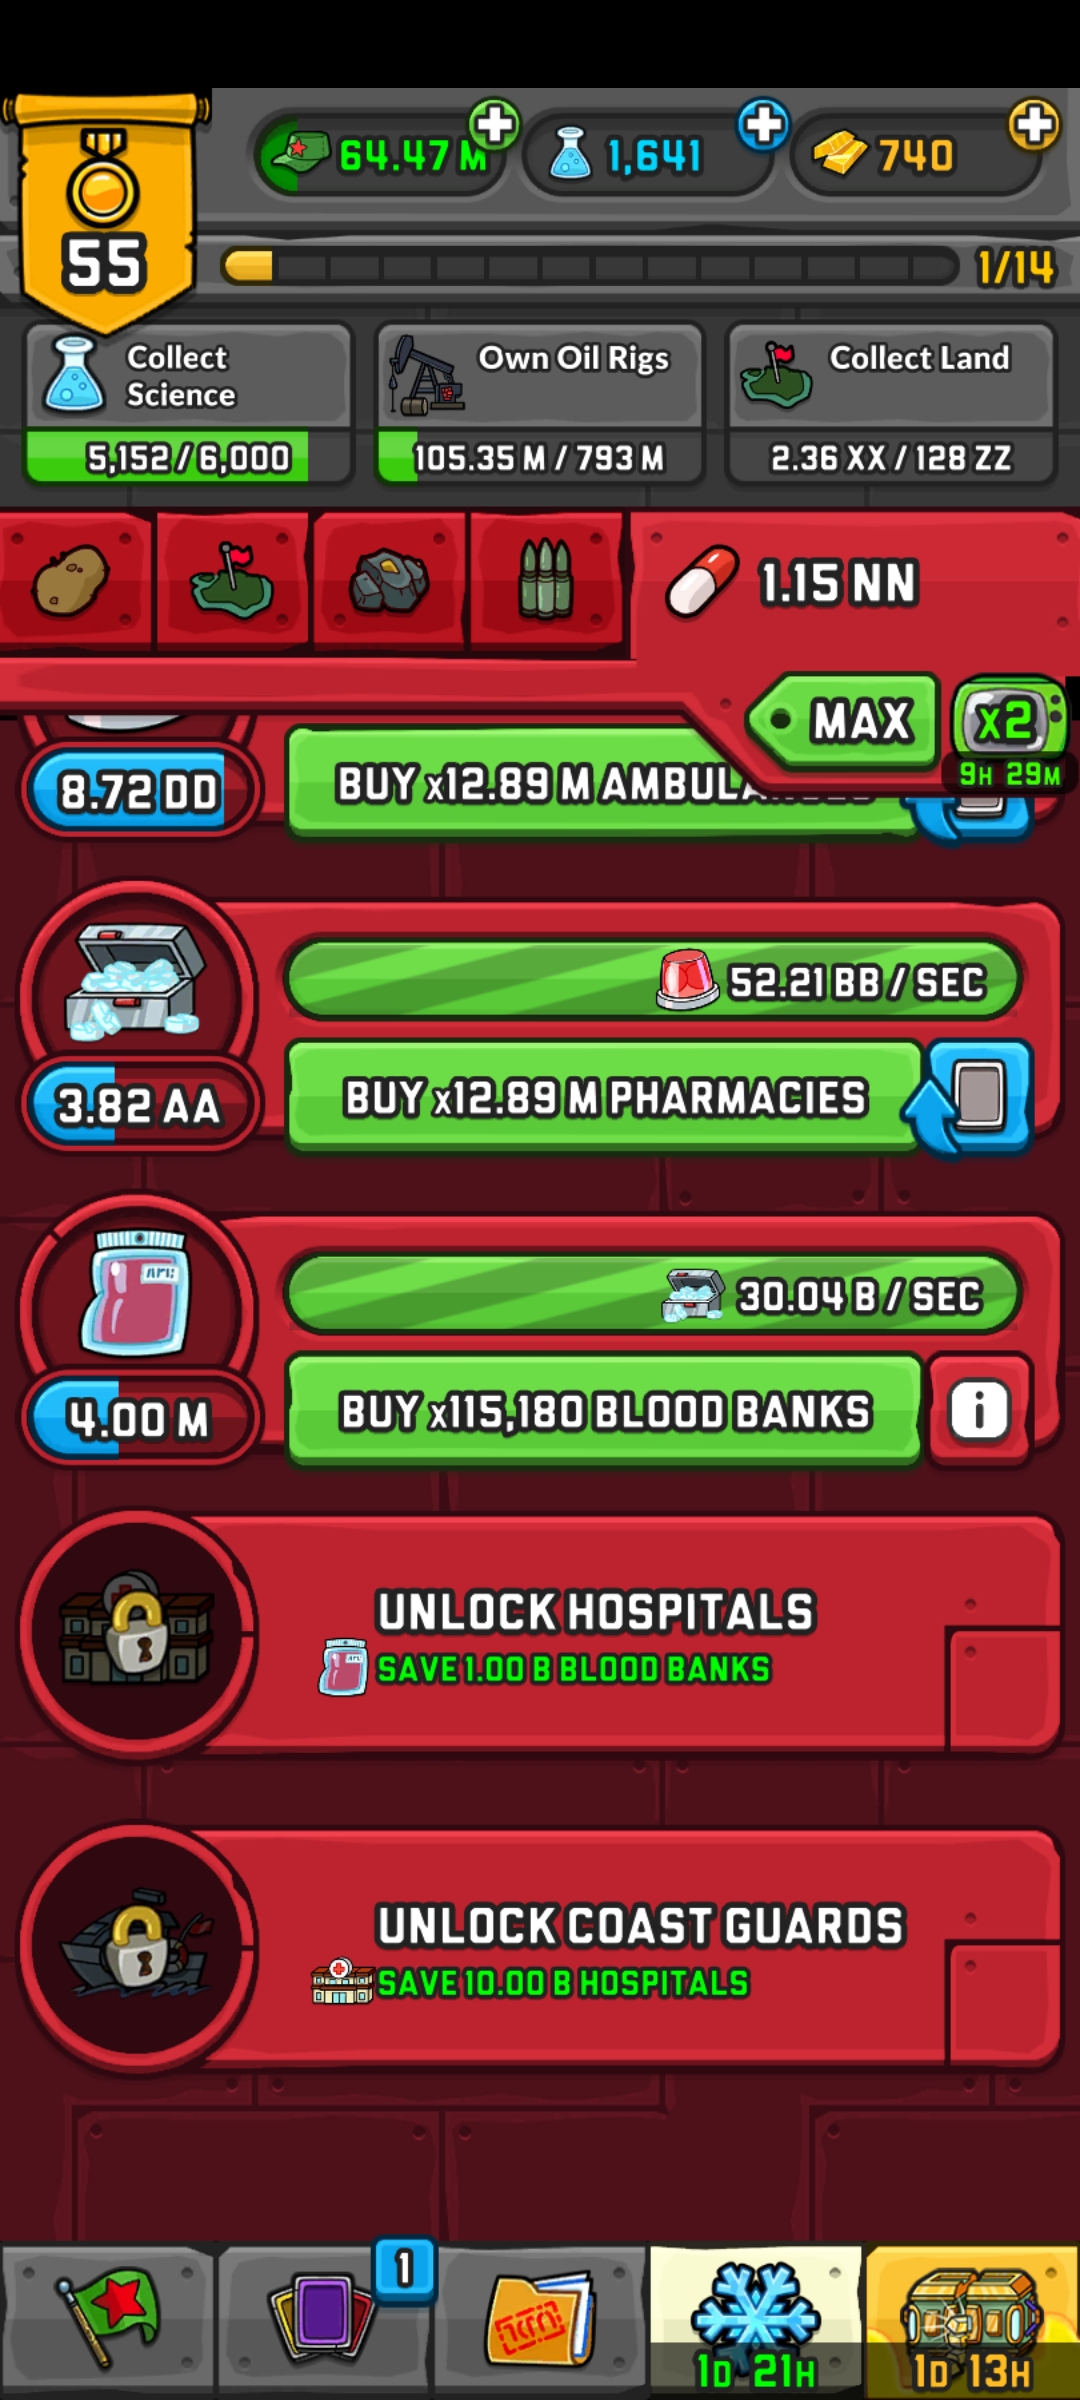 64.47 M
1,641
740
55
1/14
Collect
Science
5,152 / 6,000
Own Oil Rigs
105.35 M / 793 M
Collect Land
2.36 XX / 128 ZZ
1.15 NN
MAX
x2
9H 29M
8.72 DD
BUY x12.89 M
52.21 BB / SEC
3.82 AA
BUY x12.89 M PHARMACIES
30.04 B / SEC
4.00 M
BUY x115,180 BLOOD BANKS
i
UNLOCK HOSPITALS
SAVE 1.00 B BLOOD BANKS
UNLOCK COAST GUARDS
SAVE 10.00 B HOSPITALS
1
1D 21H
1D 13H